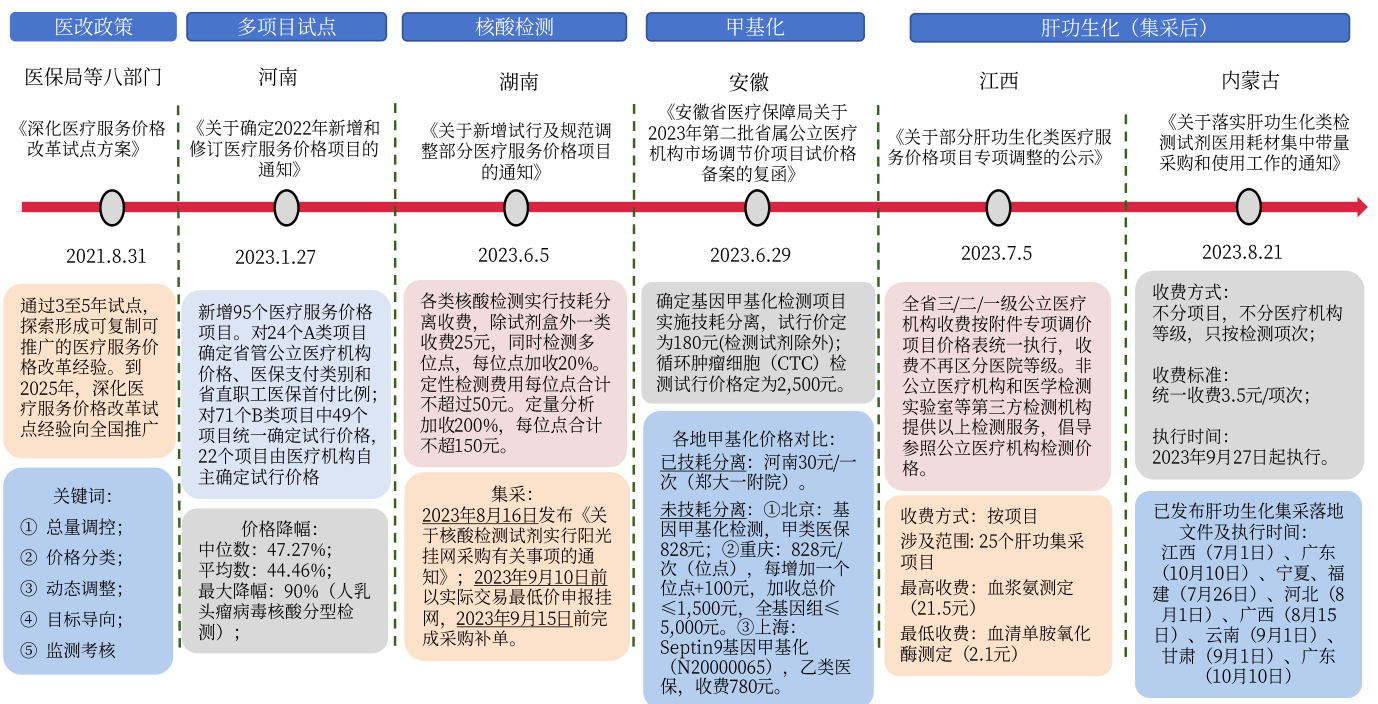 医改政策
多项目试点
核酸检测
甲基化
肝功生化（集采后）
医保局等八部门
《深化医疗服务价格
改革试点方案》
2021.8.31
通过3至5年试点，
探索形成可复制可
推广的医疗服务价
格改革经验。到
2025年，深化医
疗服务价格改革试
点经验向全国推广
关键词：
① 总量调控；
② 价格分类；
③ 动态调整；
④ 目标导向；
⑤ 监测考核
河南
《关于确定2022年新增和
修订医疗服务价格项目的
通知》
2023.1.27
新增95个医疗服务价格
项目。对24个A类项目
确定省管公立医疗机构
价格、医保支付类别和
省直职工医保首付比例；
对71个B类项目中49个
项目统一确定试行价格，
22个项目由医疗机构自
主确定试行价格
价格降幅：
中位数：47.27%；
平均数：44.46%；
最大降幅：90%（人乳
头瘤病毒核酸分型检
测）；
湖南
《关于新增试行及规范调
整部分医疗服务价格项目
的通知》
2023.6.5
各类核酸检测实行技耗分
离收费，除试剂盒外一类
收费25元，同时检测多
位点，每位点加收20%。
定性检测费用每位点合计
不超过50元。定量分析
加收200%，每位点合计
不超150元。
集采：
2023年8月16日发布《关
于核酸检测试剂实行阳光
挂网采购有关事项的通
知》；2023年9月10日前
以实际交易最低价申报挂
网，2023年9月15日前完
成采购补单。
安徽
《安徽省医疗保障局关于
2023年第二批省属公立医疗
机构市场调节价项目试价格
备案的复函》
2023.6.29
确定基因甲基化检测项目
实施技耗分离，试行价定
为180元(检测试剂除外)；
循环肿瘤细胞（CTC）检
测试行价格定为2,500元。
各地甲基化价格对比：
已技耗分离：河南30元/一
次（郑大一附院）。
未技耗分离：①北京：基
因甲基化检测，甲类医保
828元；②重庆：828元/
次（位点），每增加一个
位点+100元，加收总价
≤1,500元，全基因组≤
5,000元。③上海：
Septin9基因甲基化
（N20000065），乙类医
保，收费780元。
江西
《关于部分肝功生化类医疗服
务价格项目专项调整的公示》
2023.7.5
全省三/二/一级公立医疗
机构收费按附件专项调价
项目价格表统一执行，收
费不再区分医院等级。非
公立医疗机构和医学检测
实验室等第三方检测机构
提供以上检测服务，倡导
参照公立医疗机构检测价
格。
收费方式：按项目
涉及范围: 25个肝功集采
项目
最高收费：血浆氨测定
（21.5元）
最低收费：血清单胺氧化
酶测定（2.1元）
内蒙古
《关于落实肝功生化类检
测试剂医用耗材集中带量
采购和使用工作的通知》
2023.8.21
收费方式：
不分项目，不分医疗机构
等级，只按检测项次；
收费标准：
统一收费3.5元/项次；
执行时间：
2023年9月27日起执行。
已发布肝功生化集采落地
文件及执行时间：
江西（7月1日）、广东
（10月10日）、宁夏、福
建（7月26日）、河北（8
月1日）、广西（8月15
日）、云南（9月1日）、
甘肃（9月1日）、广东
（10月10日）